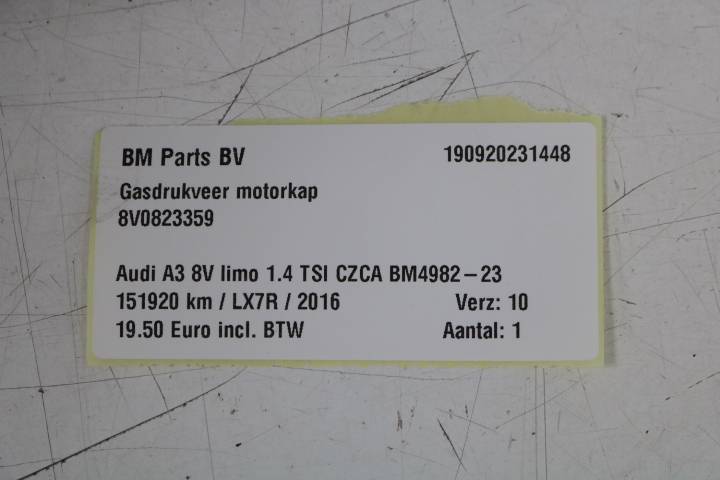 BM Parts BV 190920231448
Gasdrukveer motorkap
8V0823359
Audi A3 8V limo 1.4 TSI CZCA BM4982-23
151920 km / LX7R / 2016 Verz: 10
19.50 Euro incl. BTW Aantal: 1